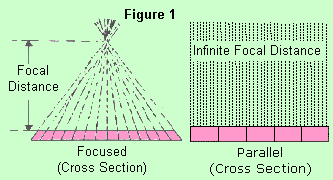 Figure 1
Focal
Distance
Infinite Focal Distance
Focused
(Cross Section)
Parallel
(Cross Section)